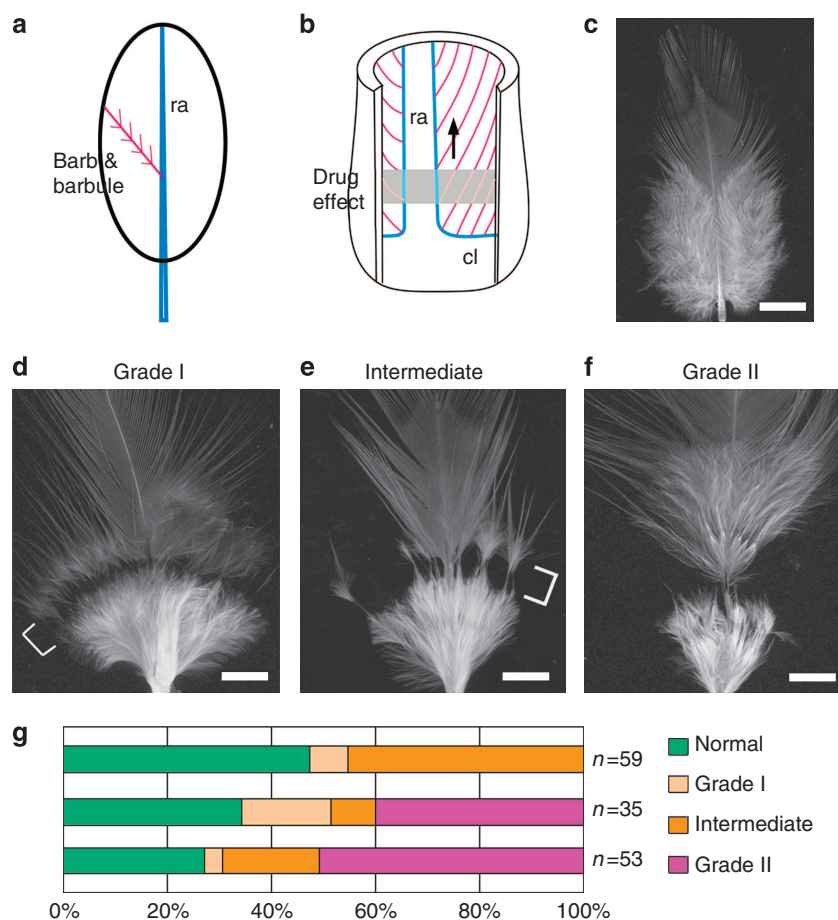 a
ra
Barb &
barbule
b
ra
Drug
effect
cl
c
d
Grade I
e
Intermediate
f
Grade II
g
n=59
n=35
n=53
Normal
Grade I
Intermediate
Grade II
0% 20% 40% 60% 80% 100%